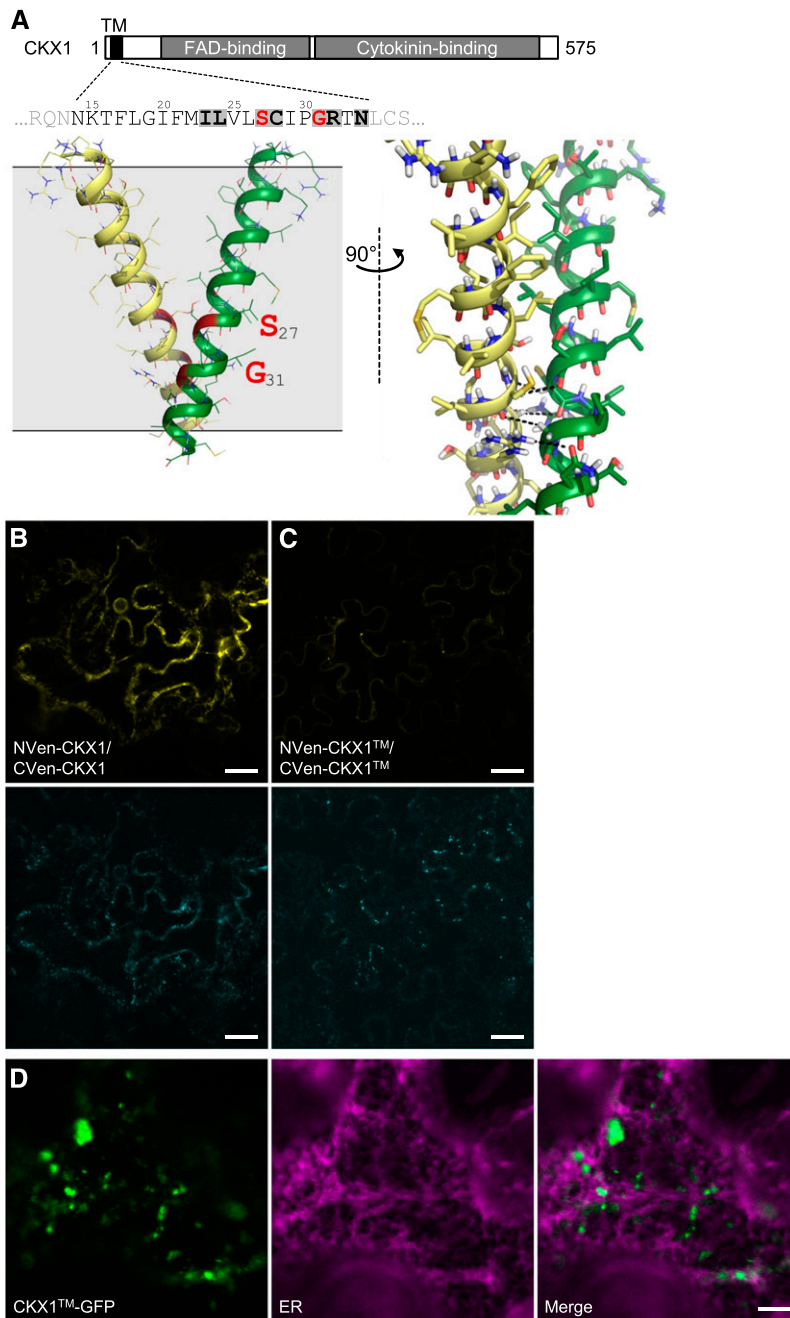 A
TM
CKX1 1 FAD-binding Cytokinin-binding 575
15 20 25 30
...RQNNKTFLGIFMILVLSCIPGRTNLCS...
90°
S27
G31
B
C
NVen-CKX1/
CVen-CKX1
NVen-CKX1TM/
CVen-CKX1TM
D
CKX1TM-GFP
ER
Merge